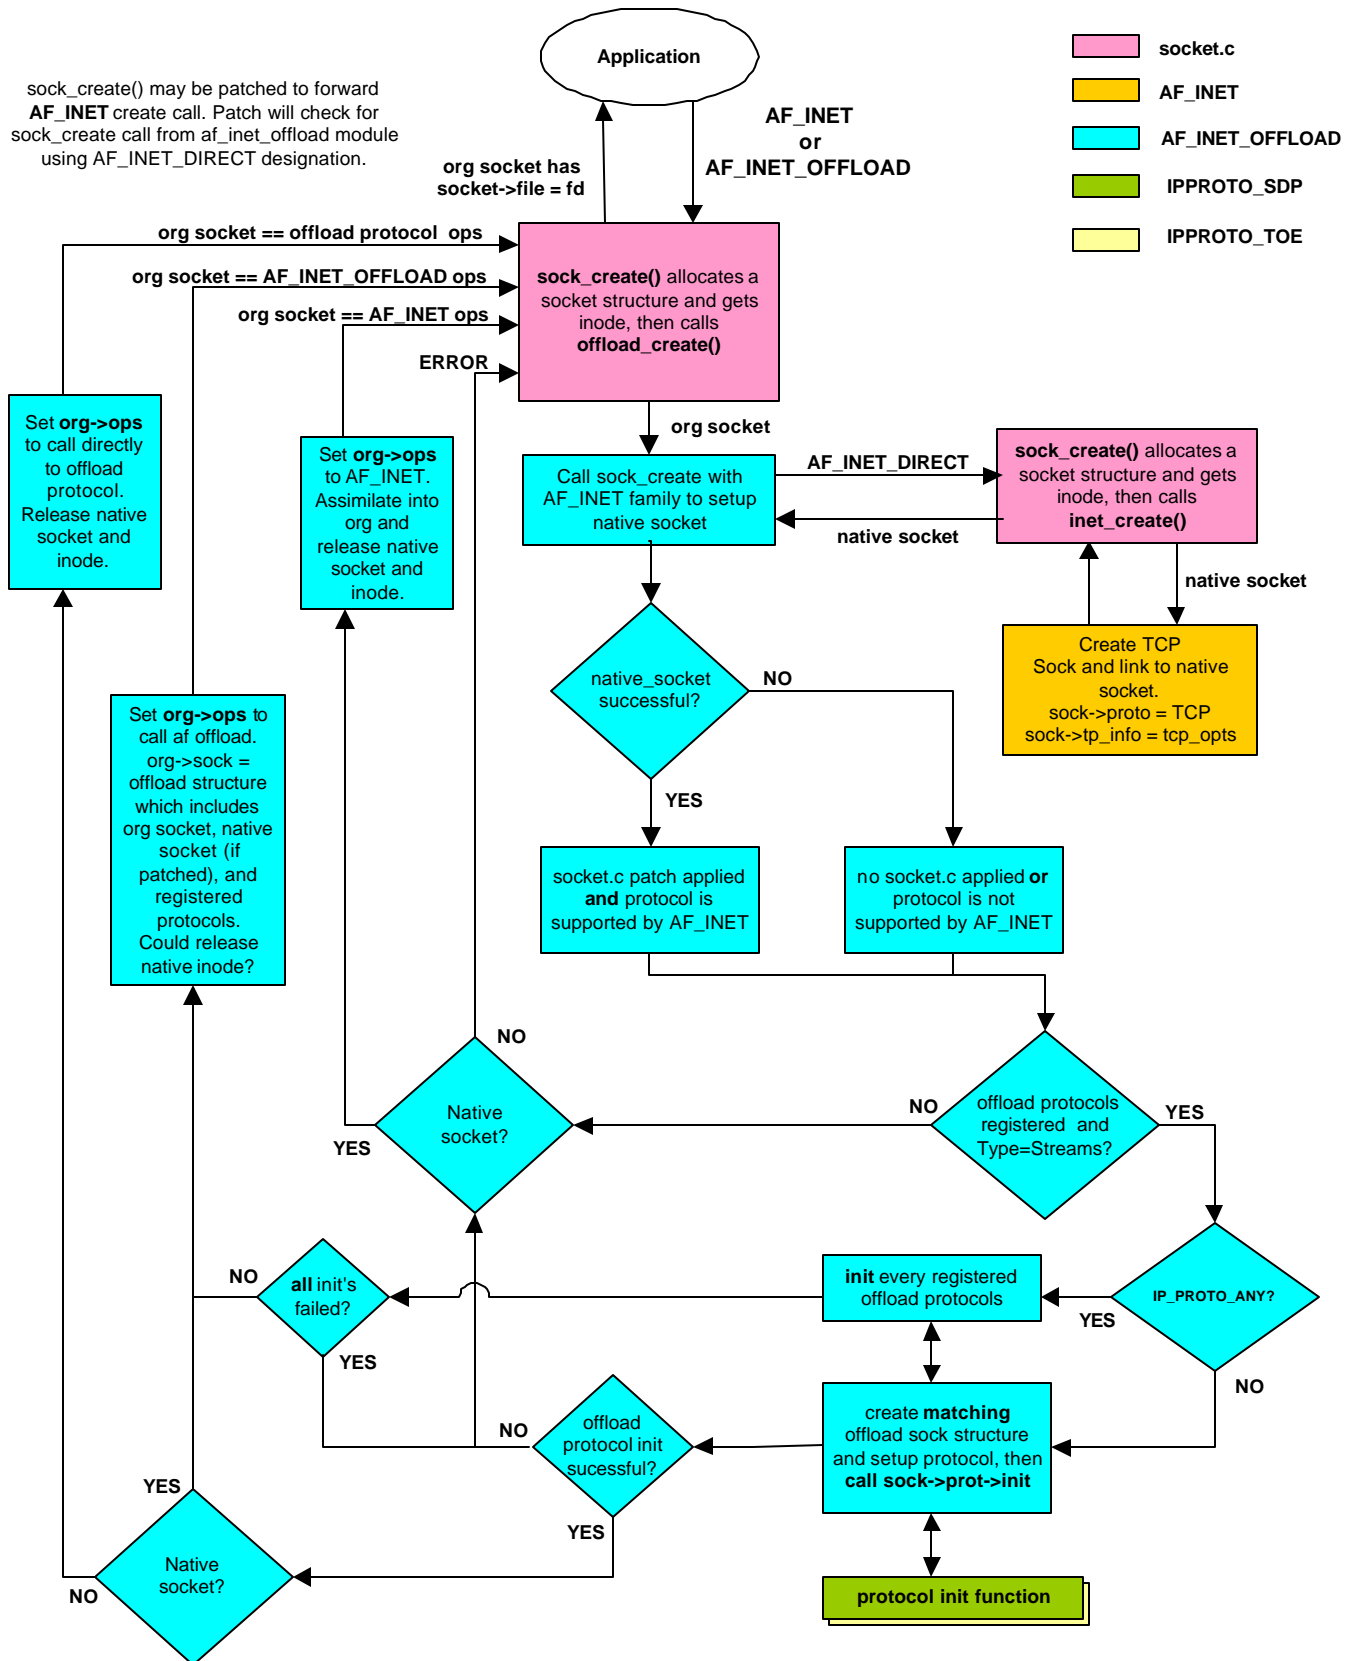 Application
socket.c
AF_INET
AF_INET_OFFLOAD
IPPROTO_SDP
IPPROTO_TOE
sock_create() may be patched to forward
AF_INET create call. Patch will check for
sock_create call from af_inet_offload module
using AF_INET_DIRECT designation.
org socket has
socket->file = fd
AF_INET
or
AF_INET_OFFLOAD
org socket == offload protocol ops
org socket == AF_INET_OFFLOAD ops
org socket == AF_INET ops
ERROR
sock_create() allocates a
socket structure and gets
inode, then calls
offload_create()
org socket
Set org->ops
to call directly
to offload
protocol.
Release native
socket and
inode.
Set org->ops
to AF_INET.
Assimilate into
org and
release native
socket and
inode.
Call sock_create with
AF_INET family to setup
native socket
AF_INET_DIRECT
native socket
sock_create() allocates a
socket structure and gets
inode, then calls
inet_create()
native socket
Create TCP
Sock and link to native
socket.
sock->proto = TCP
sock->tp_info = tcp_opts
native_socket
successful?
NO
YES
Set org->ops to
call af offload.
org->sock =
offload structure
which includes
org socket, native
socket (if
patched), and
registered
protocols.
Could release
native inode?
socket.c patch applied
and protocol is
supported by AF_INET
no socket.c applied or
protocol is not
supported by AF_INET
NO
Native
socket?
YES
NO
offload protocols
registered and
Type=Streams?
YES
NO
all init's
failed?
YES
init every registered
offload protocols
IP_PROTO_ANY?
YES
NO
NO
offload
protocol init
sucessful?
YES
create matching
offload sock structure
and setup protocol, then
call sock->prot->init
YES
Native
socket?
NO
protocol init function